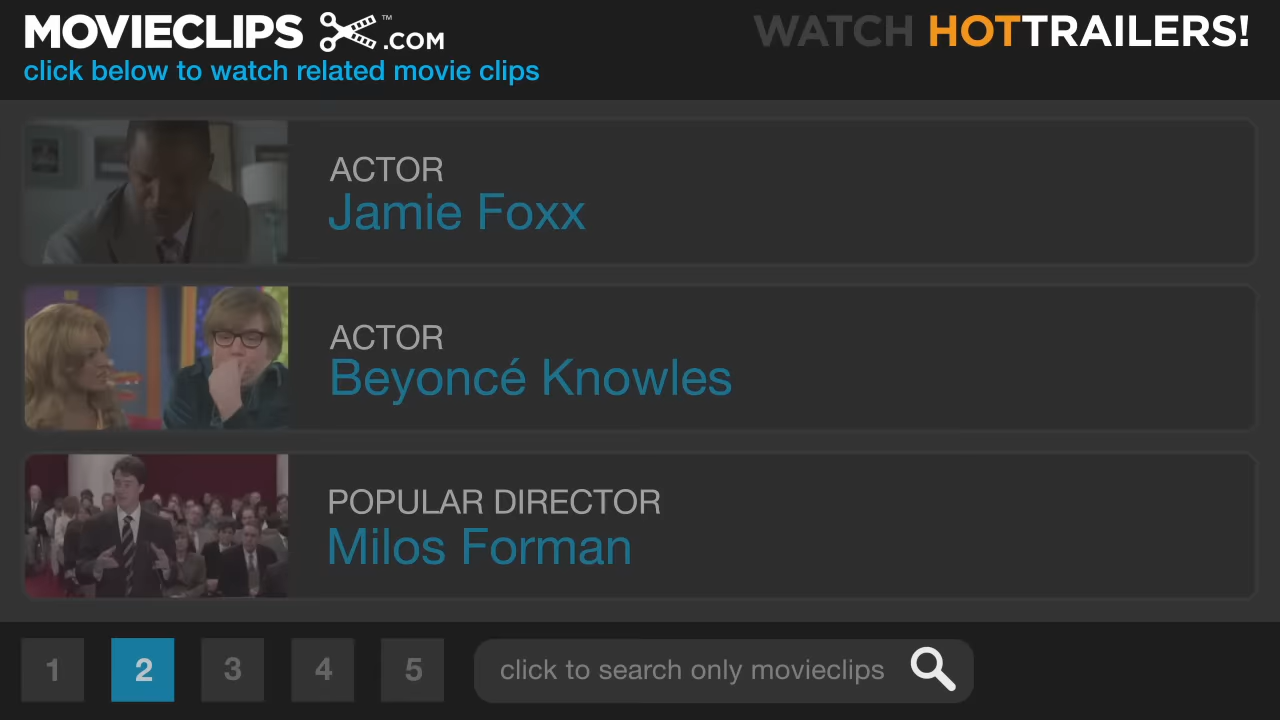 MOVIECLIPS ™ .COM
WATCH HOTTRAILERS!
click below to watch related movie clips
ACTOR
Jamie Foxx
ACTOR
Beyoncé Knowles
POPULAR DIRECTOR
Milos Forman
1 2 3 4 5 click to search only movieclips